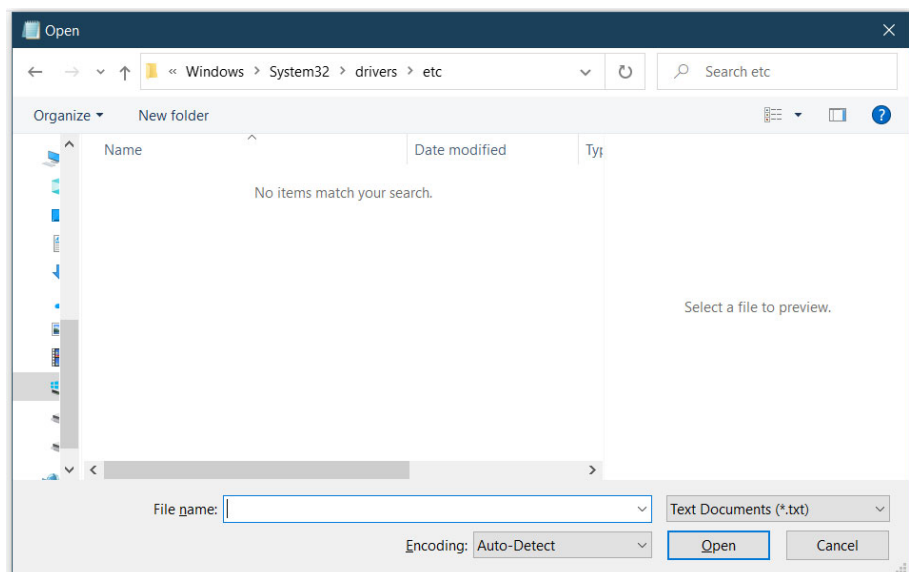 Open
« Windows > System32 > drivers > etc
Search etc
Organize
New folder
?
Name
Date modified
Typ
No items match your search.
Select a file to preview.
File name:
Text Documents (*.txt)
Encoding: Auto-Detect
Open
Cancel